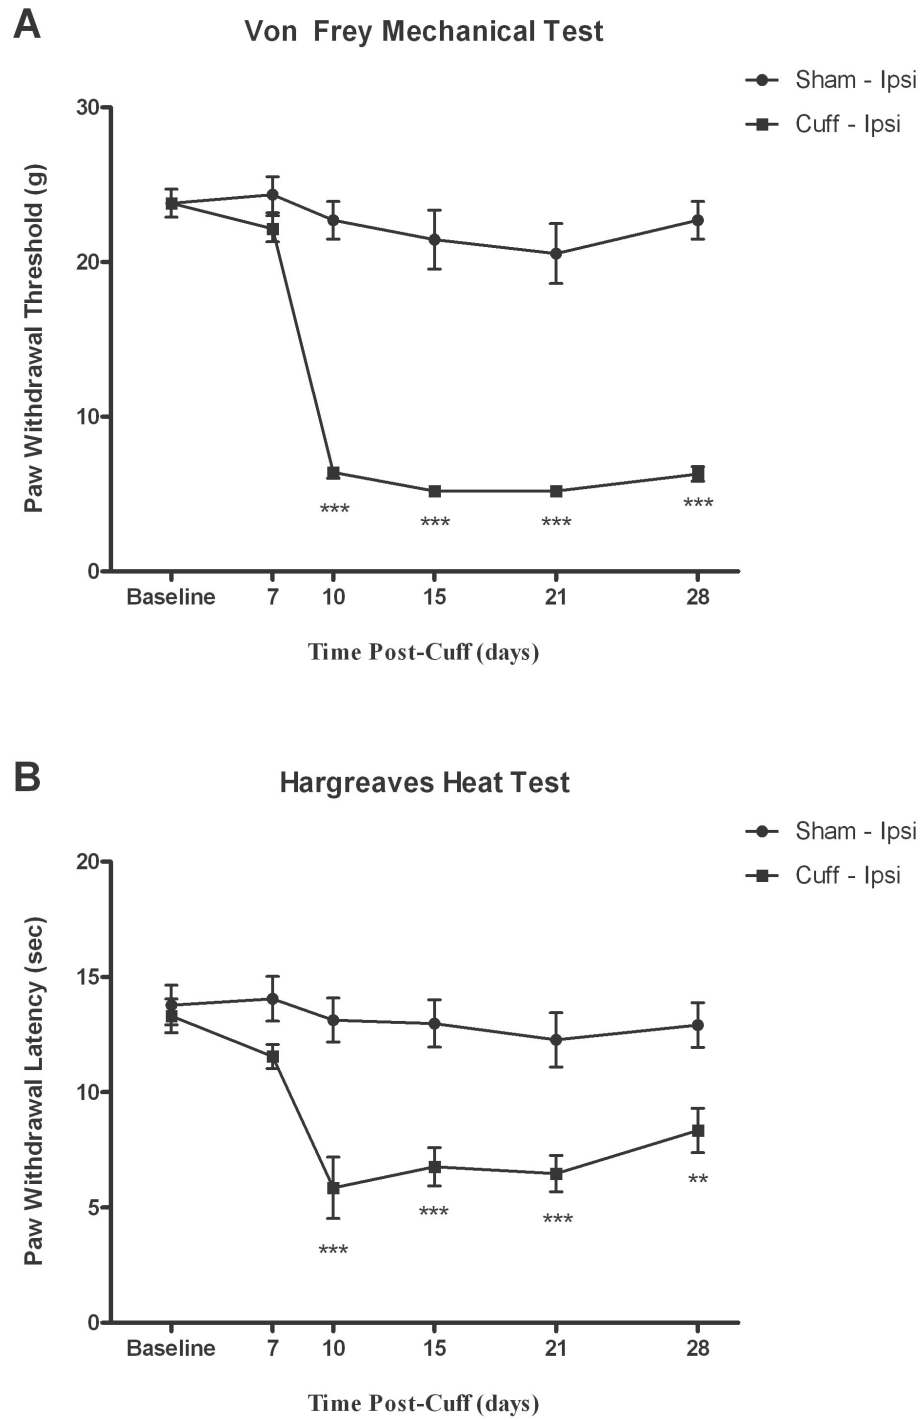 A
Von Frey Mechanical Test
Sham - Ipsi
Cuff - Ipsi
Paw Withdrawal Threshold (g)
30
20
10
0
*** *** *** ***
Baseline 7 10 15 21 28
Time Post-Cuff (days)
B
Hargreaves Heat Test
Sham - Ipsi
Cuff - Ipsi
Paw Withdrawal Latency (sec)
20
15
10
5
0
*** *** *** **
Baseline 7 10 15 21 28
Time Post-Cuff (days)